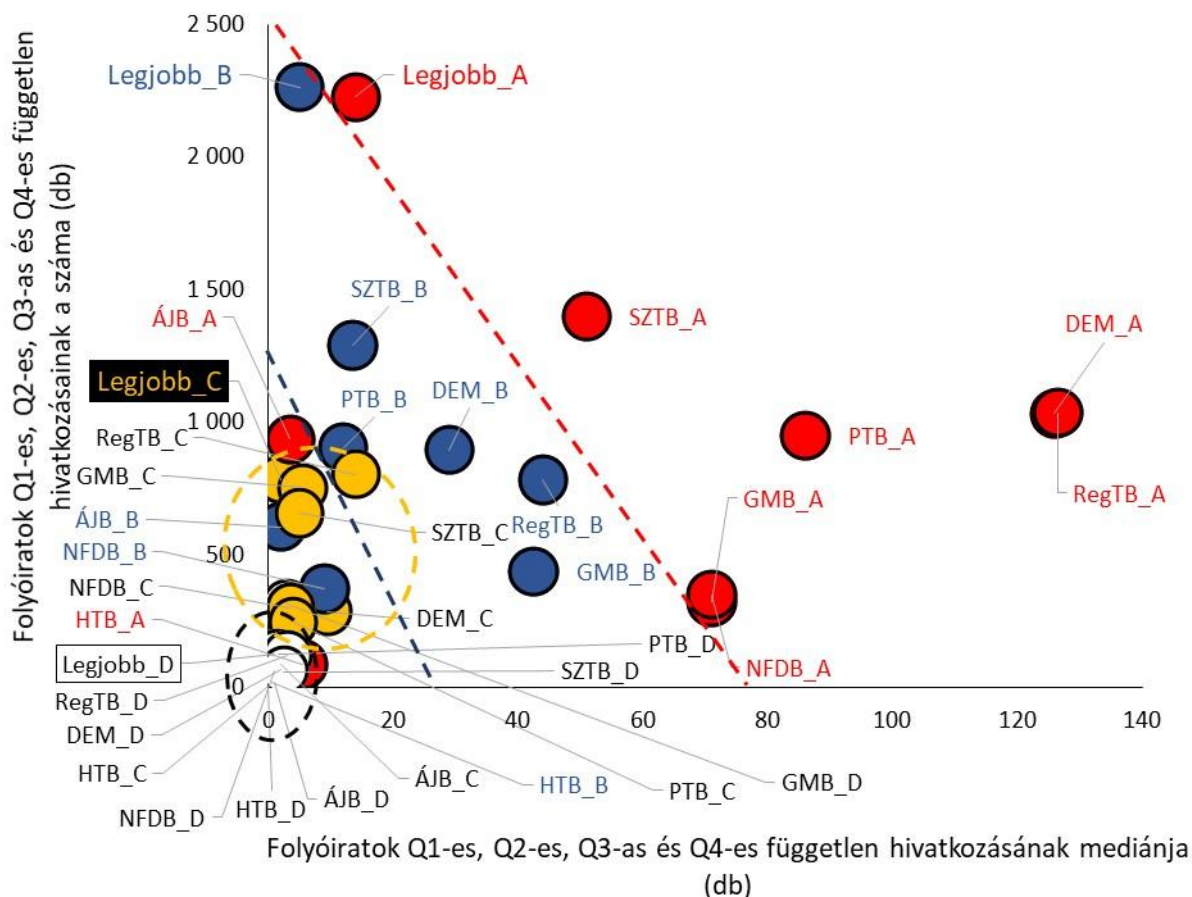 Folyóiratok Q1-es, Q2-es, Q3-as és Q4-es független
hivatkozásainak a száma (db)
2 500
Legjobb_B
Legjobb_A
2 000
1 500
SZTB_B
SZTB_A
DEM_A
ÁJB_A
Legjobb_C
PTB_B
DEM_B
1 000
RegTB_C
PTB_A
GMB_C
GMB_A
RegTB_A
ÁJB_B
SZTB_C
RegTB_B
NFDB_B
500
GMB_B
NFDB_C
HTB_A
DEM_C
PTB_D
Legjobb_D
SZTB_D
NFDB_A
RegTB_D
0
DEM_D
0
20
40
60
80
100
120
140
HTB_C
ÁJB_C
HTB_B
PTB_C
GMB_D
NFDB_D
HTB_D
ÁJB_D
Folyóiratok Q1-es, Q2-es, Q3-as és Q4-es független hivatkozásának mediánja
(db)